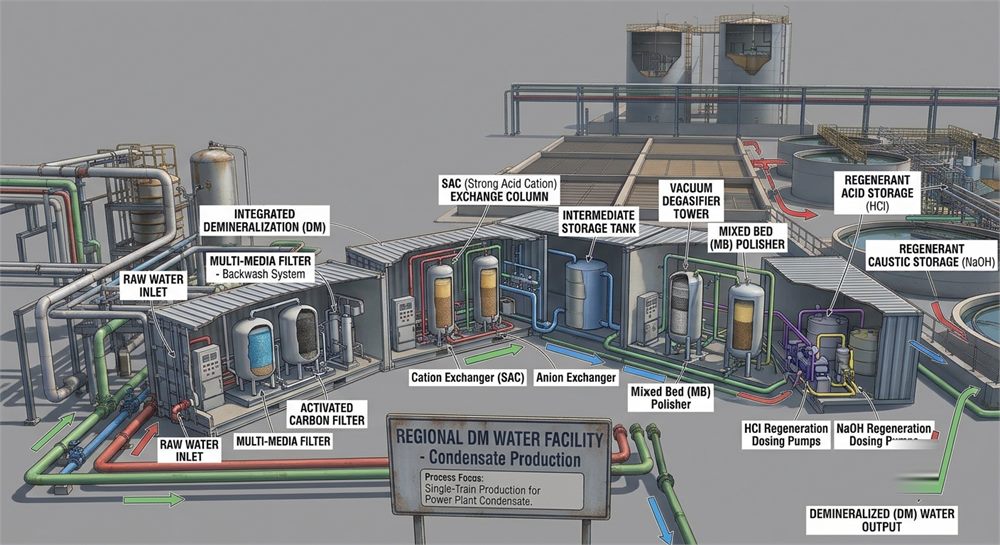 SAC (Strong Acid Cation)
EXCHANGE COLUMN
VACUUM
DEGASIFIER
TOWER
REGENERANT
ACID STORAGE
(HCl)
INTEGRATED
DEMINERALIZATION (DM)
INTERMEDIATE
STORAGE TANK
MIXED BED
(MB) POLISHER
REGENERANT
CAUSTIC STORAGE (NaOH)
MULTI-MEDIA FILTER
- Backwash System
RAW WATER
INLET
Cation Exchanger (SAC)
Anion Exchanger
Mixed Bed (MB)
Polisher
ACTIVATED
CARBON FILTER
RAW WATER
INLET
MULTI-MEDIA FILTER
HCl Regeneration
Dosing Pumps
NaOH Regeneration
Dosing
REGIONAL DM WATER FACILITY
- Condensate Production
Process Focus:
Single-Train Production for
Power Plant Condensate.
DEMINERALIZED (DM) WATER
OUTPUT